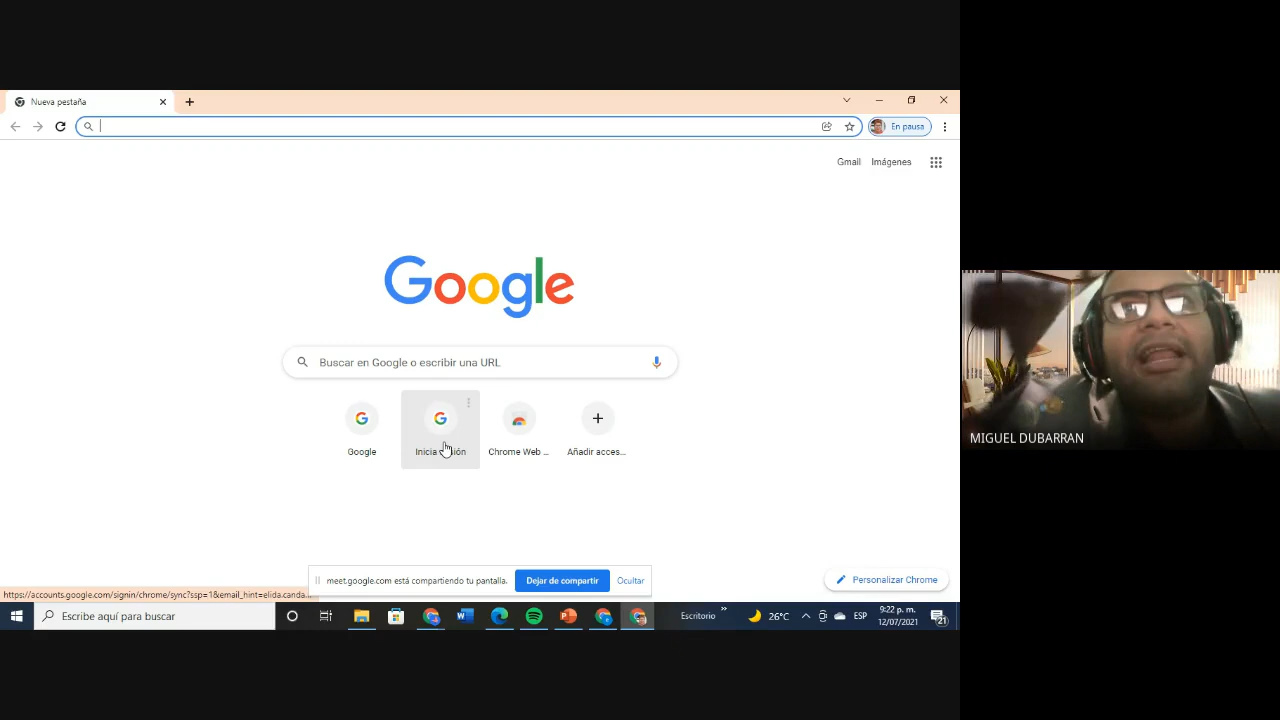 Nueva pestaña
En pausa
Gmail Imágenes
Google
Buscar en Google o escribir una URL
Google
Inicia
Chrome Web ...
Añadir acces...
MIGUEL DUBARRAN
meet.google.com está compartiendo tu pantalla.
Dejar de compartir
Ocultar
Personalizar Chrome
https://accounts.google.com/signin/chrome/sync?ssp=1&email_hint=elida.canda...
Escribe aquí para buscar
Escritorio
26°C
ESP
9:22 p. m.
12/07/2021
21